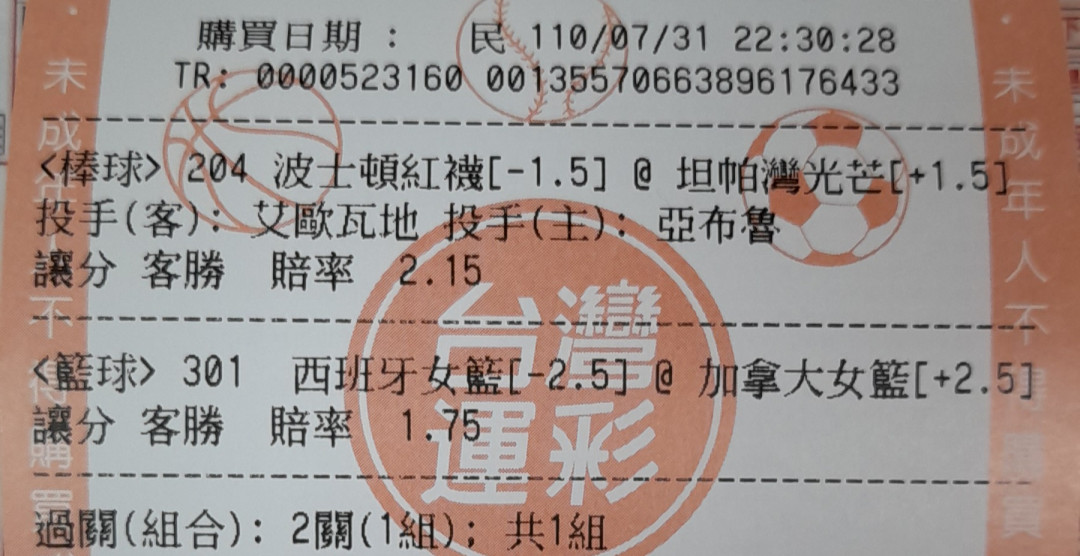 購買日期 : 民 110/07/31 22:30:28
TR: 0000523160 001355706638961​76433
<棒球> 204 波士頓紅襪[-1.5] @ 坦帕灣光芒[+1.5]
投手(客): 艾歐瓦地 投手(主): 亞布魯
讓分 客勝 賠率 2.15
<籃球> 301 西班牙女籃[-2.5] @ 加拿大女籃[+2.5]
讓分 客勝 賠率 1.75
過關(組合): 2關(1組); 共1組
台灣
運彩
未成年人不得購買
未成年人不得購買